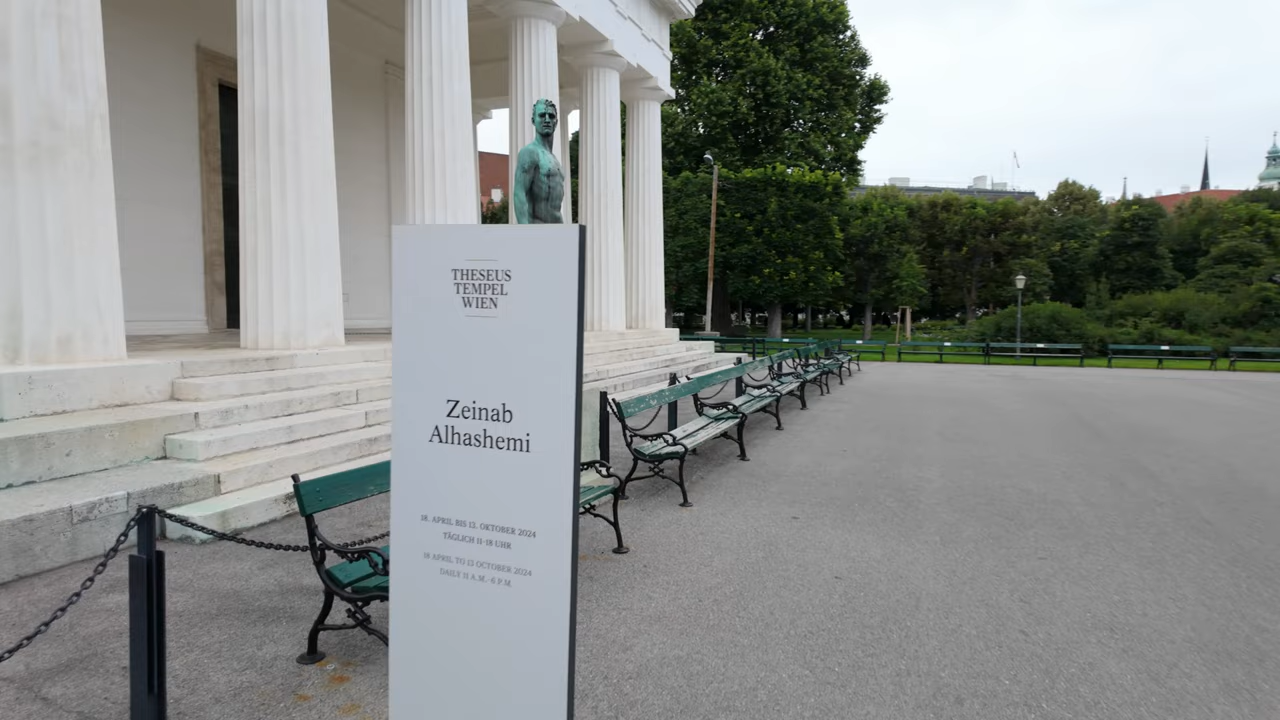 THESEUS
TEMPEL
WIEN
Zeinab
Alhashemi
18. APRIL BIS 13. OKTOBER 2024
TÄGLICH 11–18 UHR
18 APRIL TO 13 OCTOBER 2024
DAILY 11 A.M.–6 P.M.